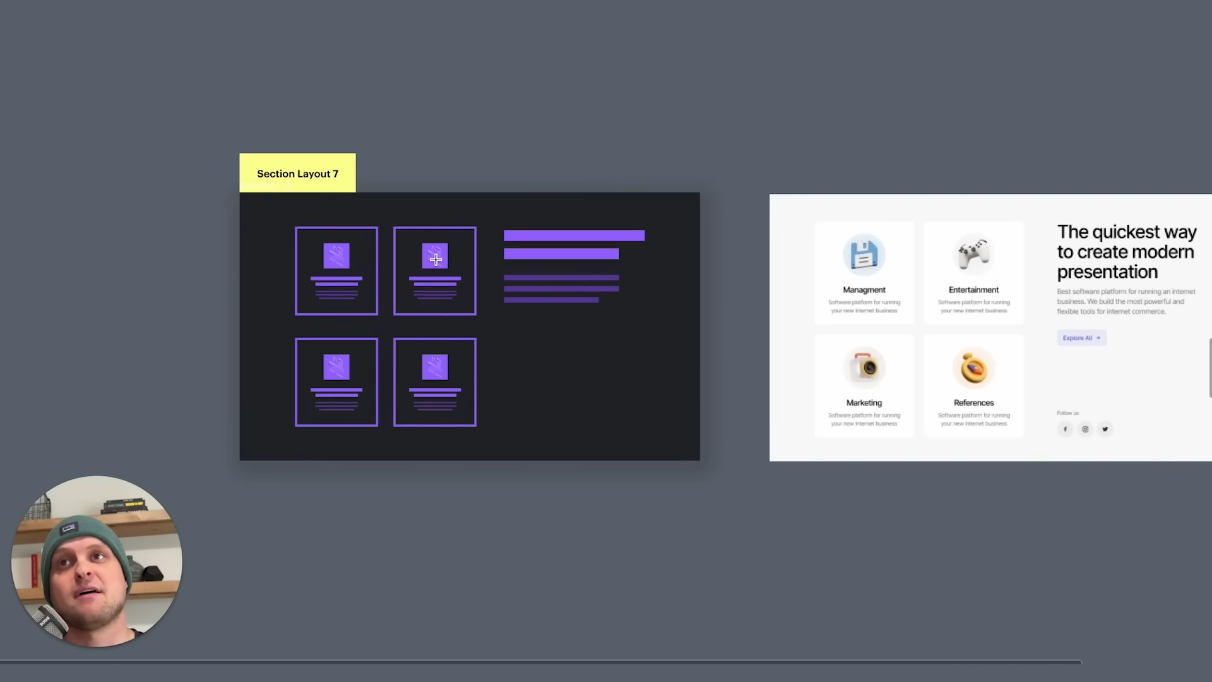 Section Layout 7
Managment
Software platform for running
your new internet business
Entertainment
Software platform for running
your new internet business
Marketing
Software platform for running
your new internet business
References
Software platform for running
your new internet business
The quickest way
to create modern
presentation
Best software platform for running an internet
business. We build the most powerful and
flexible tools for internet commerce.
Explore All
Follow us